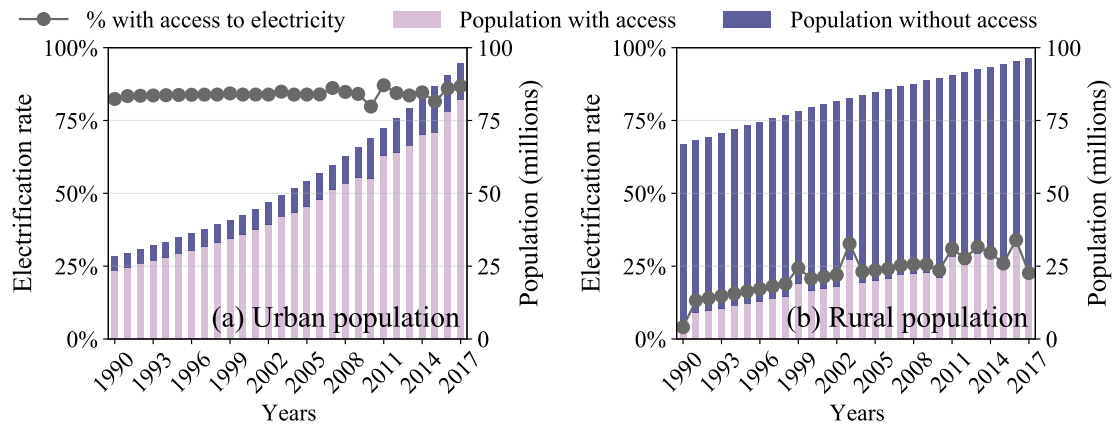 % with access to electricity Population with access Population without access
100%
75%
50%
25%
0%
Electrification rate
100
75
50
25
0
Population (millions)
(a) Urban population
1990 1993 1996 1999 2002 2005 2008 2011 2014 2017
Years
100%
75%
50%
25%
0%
Electrification rate
100
75
50
25
0
Population (millions)
(b) Rural population
1990 1993 1996 1999 2002 2005 2008 2011 2014 2017
Years